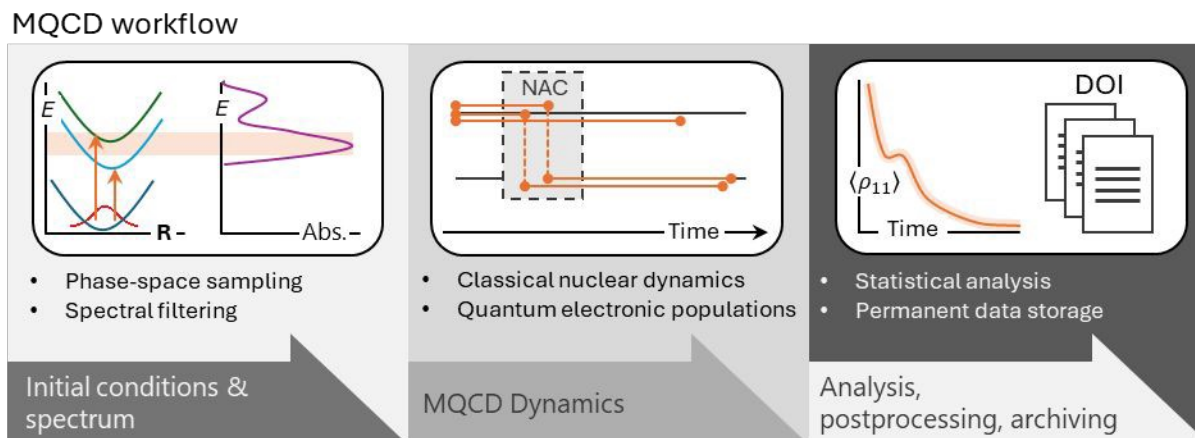 MQCD workflow
E
R
E
Abs.
• Phase-space sampling
• Spectral filtering
Initial conditions &
spectrum
NAC
Time
• Classical nuclear dynamics
• Quantum electronic populations
MQCD Dynamics
⟨ρ₁₁⟩
Time
DOI
• Statistical analysis
• Permanent data storage
Analysis,
postprocessing, archiving